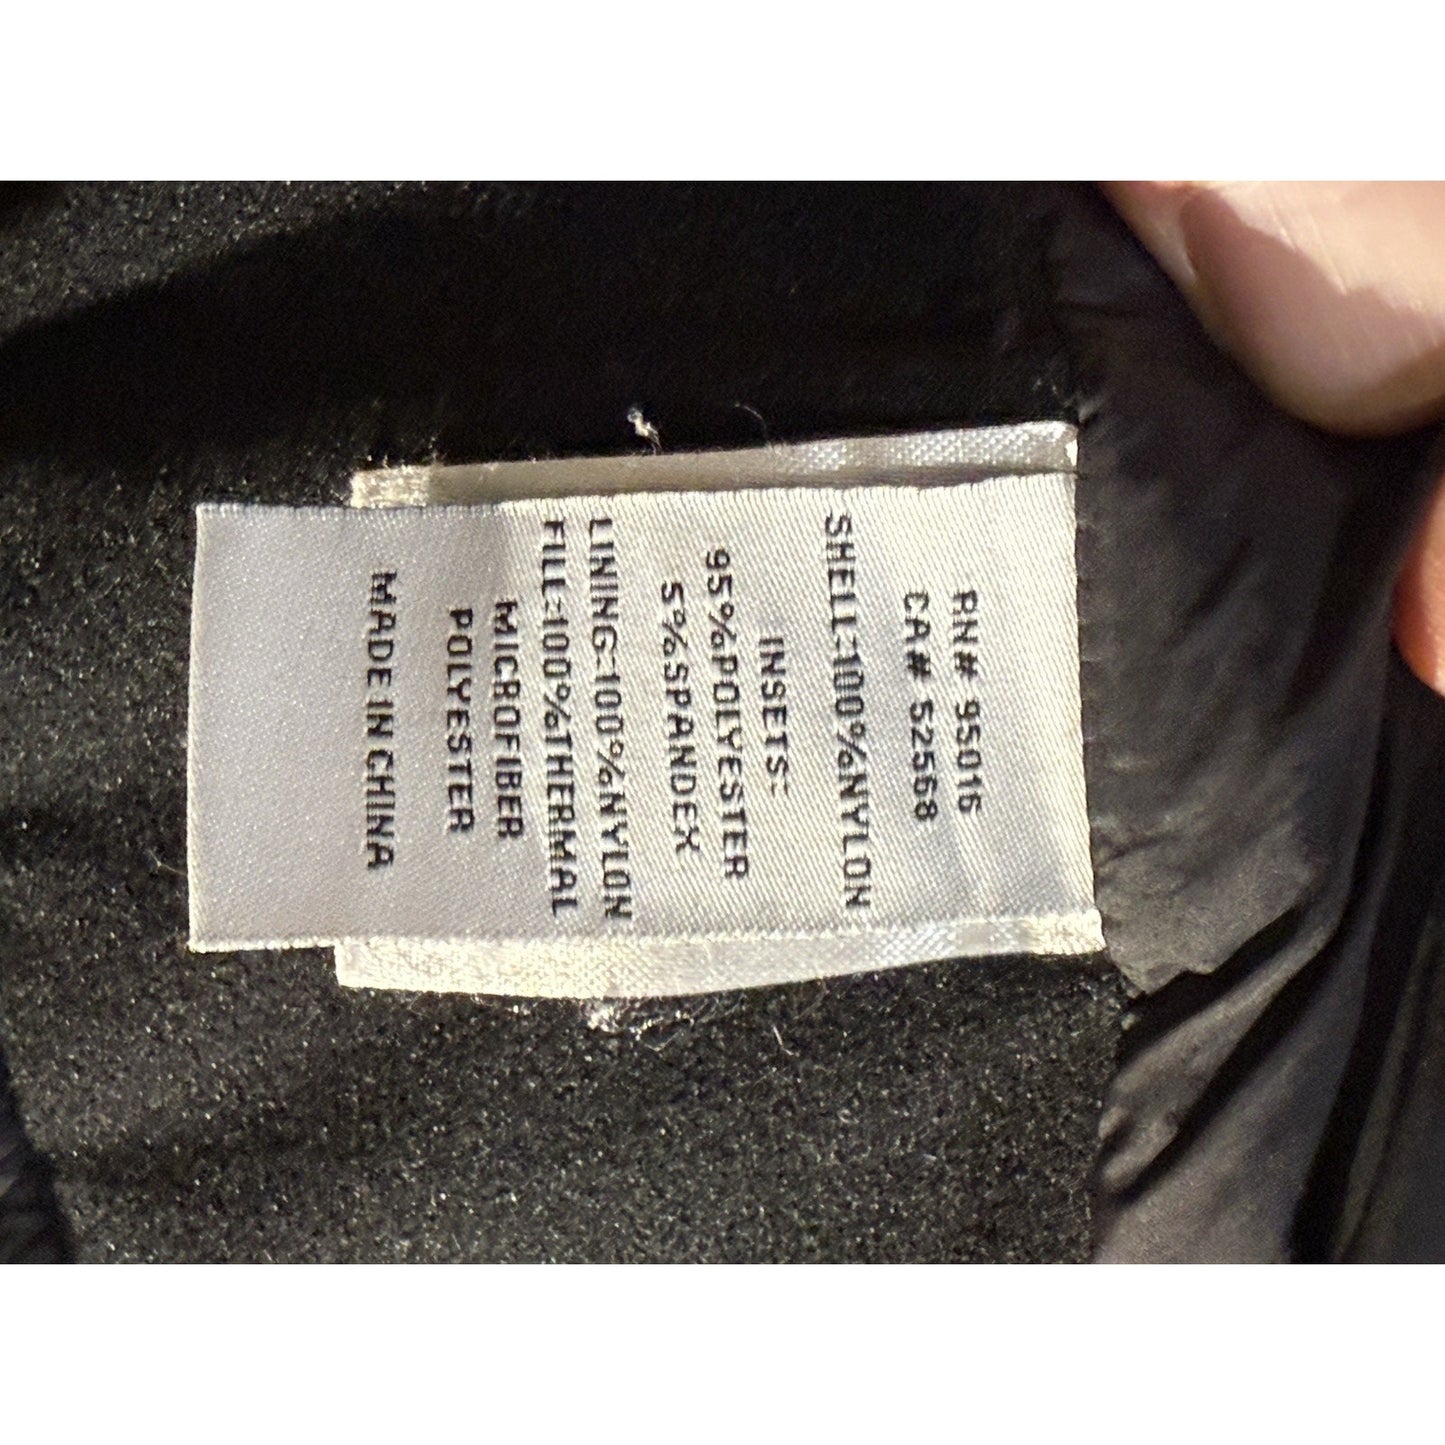 RN# 95016
CA# 52568
SHELL:100%NYLON
INSETS:
95%POLYESTER
5%SPANDEX
LINING:100%NYLON
FILL:100%THERMAL
MICROFIBER
POLYESTER
MADE IN CHINA